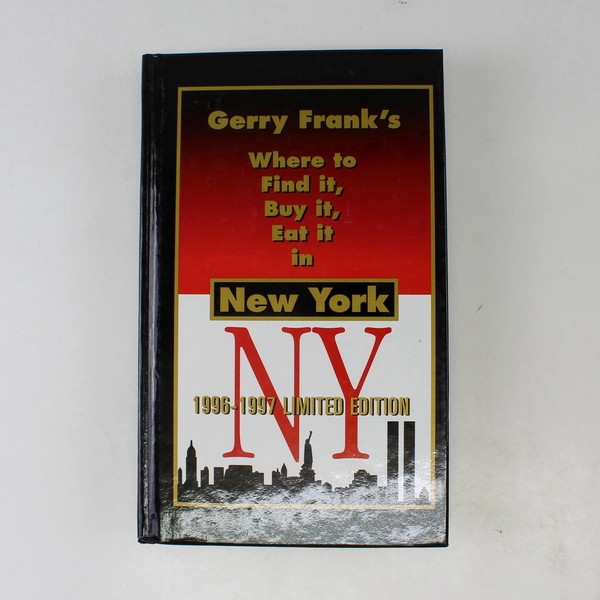 Gerry Frank's
Where to
Find it,
Buy it,
Eat it
in
New York
NY
1996-1997 LIMITED EDITION